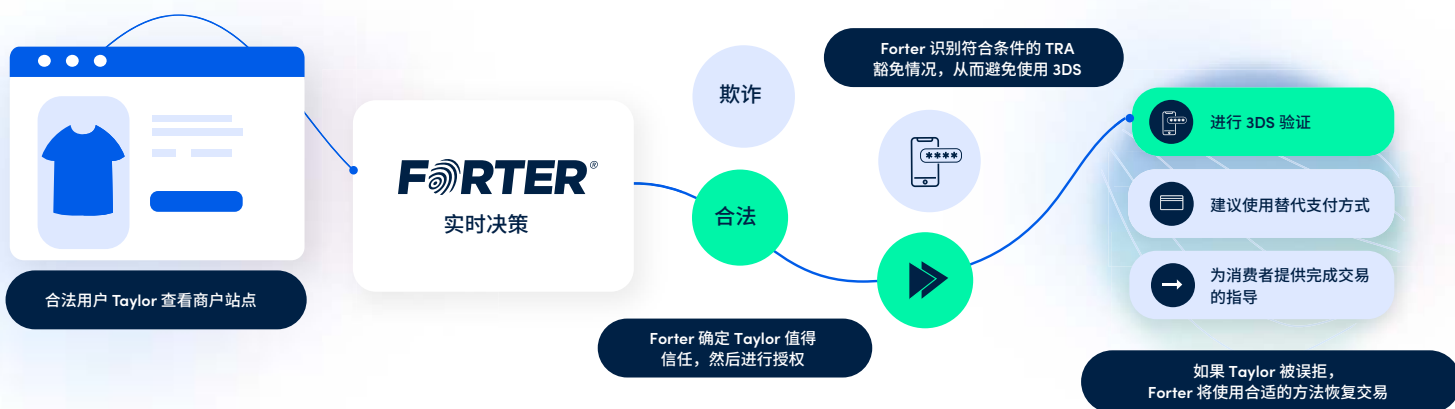 合法用户 Taylor 查看商户站点
FORTER®
实时决策
欺诈
合法
Forter 确定 Taylor 值得
信任，然后进行授权
Forter 识别符合条件的 TRA
豁免情况，从而避免使用 3DS
****
进行 3DS 验证
建议使用替代支付方式
为消费者提供完成交易
的指导
如果 Taylor 被误拒，
Forter 将使用合适的方法恢复交易